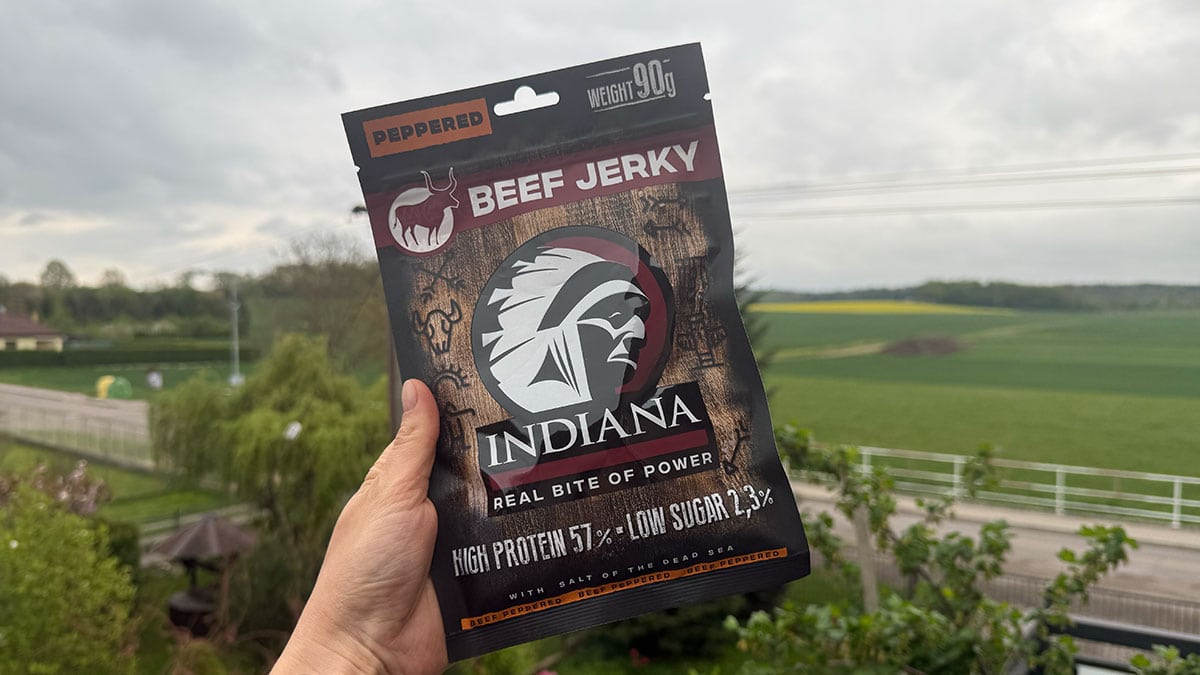 PEPPERED
WEIGHT 90g
BEEF JERKY
INDIANA
REAL BITE OF POWER
HIGH PROTEIN 57% - LOW SUGAR 2,3%
WITH SALT OF THE DEAD SEA
BEEF PEPPERED BEEF PEPPERED BEEF PEPPERED